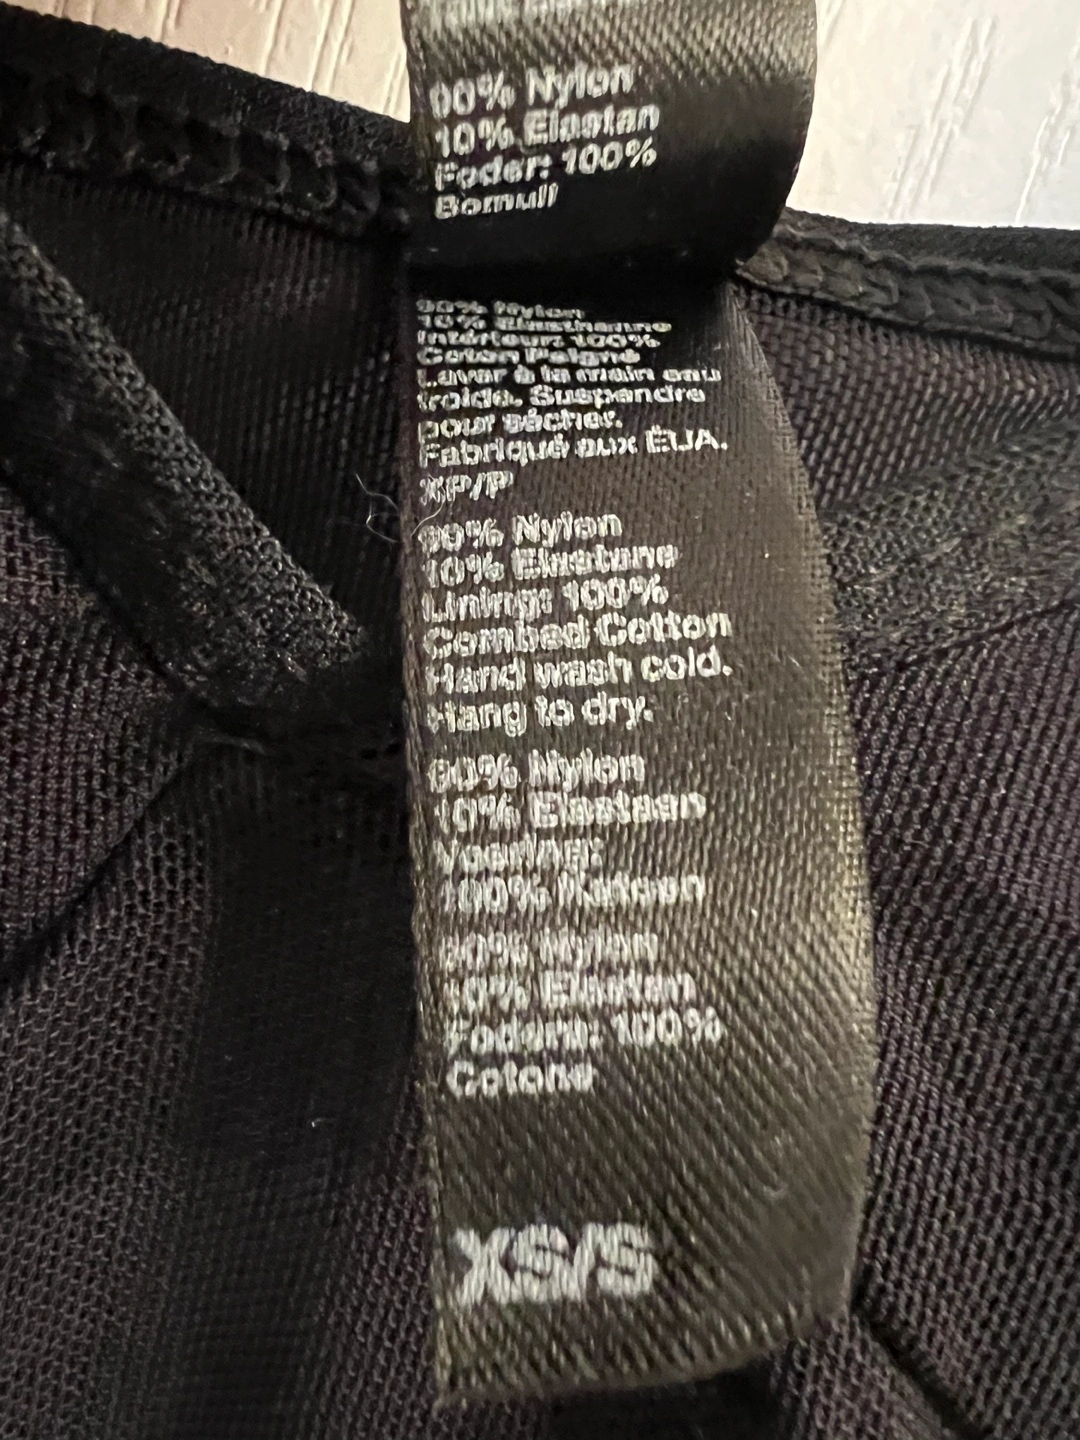 90% Nylon
10% Elastan
Foder: 100%
Bomull
90% Nylon
10% Elasthanne
Intérieur: 100%
Coton Peigné
Laver à la main eau
froide. Suspendre
pour sécher.
Fabriqué aux ÉUA.
XP/P
90% Nylon
10% Elastane
Lining: 100%
Combed Cotton
Hand wash cold.
Hang to dry.
90% Nylon
10% Elastaan
Voering:
100% Katoen
90% Nylon
10% Elastan
Fodera: 100%
Cotone
XS/S